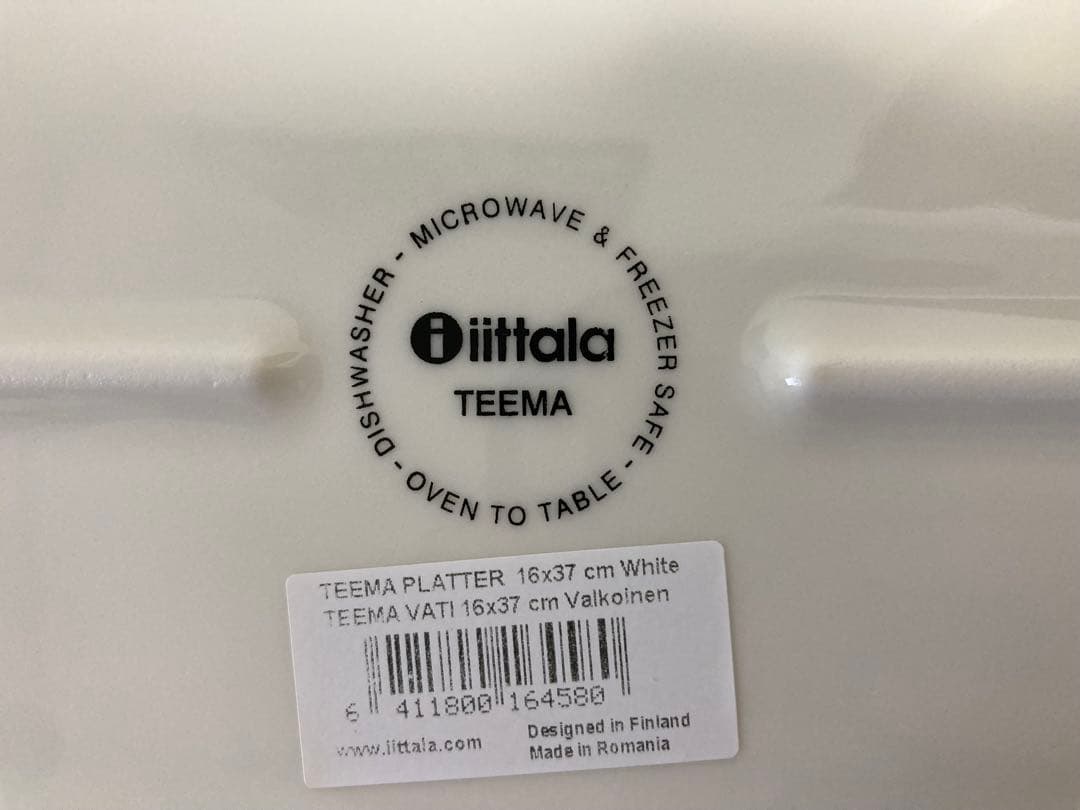 DISHWASHER - MICROWAVE & FREEZER SAFE - OVEN TO TABLE -
i iittala
TEEMA
TEEMA PLATTER 16x37 cm White
TEEMA VATI 16x37 cm Valkoinen
6 411800 164580
www.iittala.com
Designed in Finland
Made in Romania